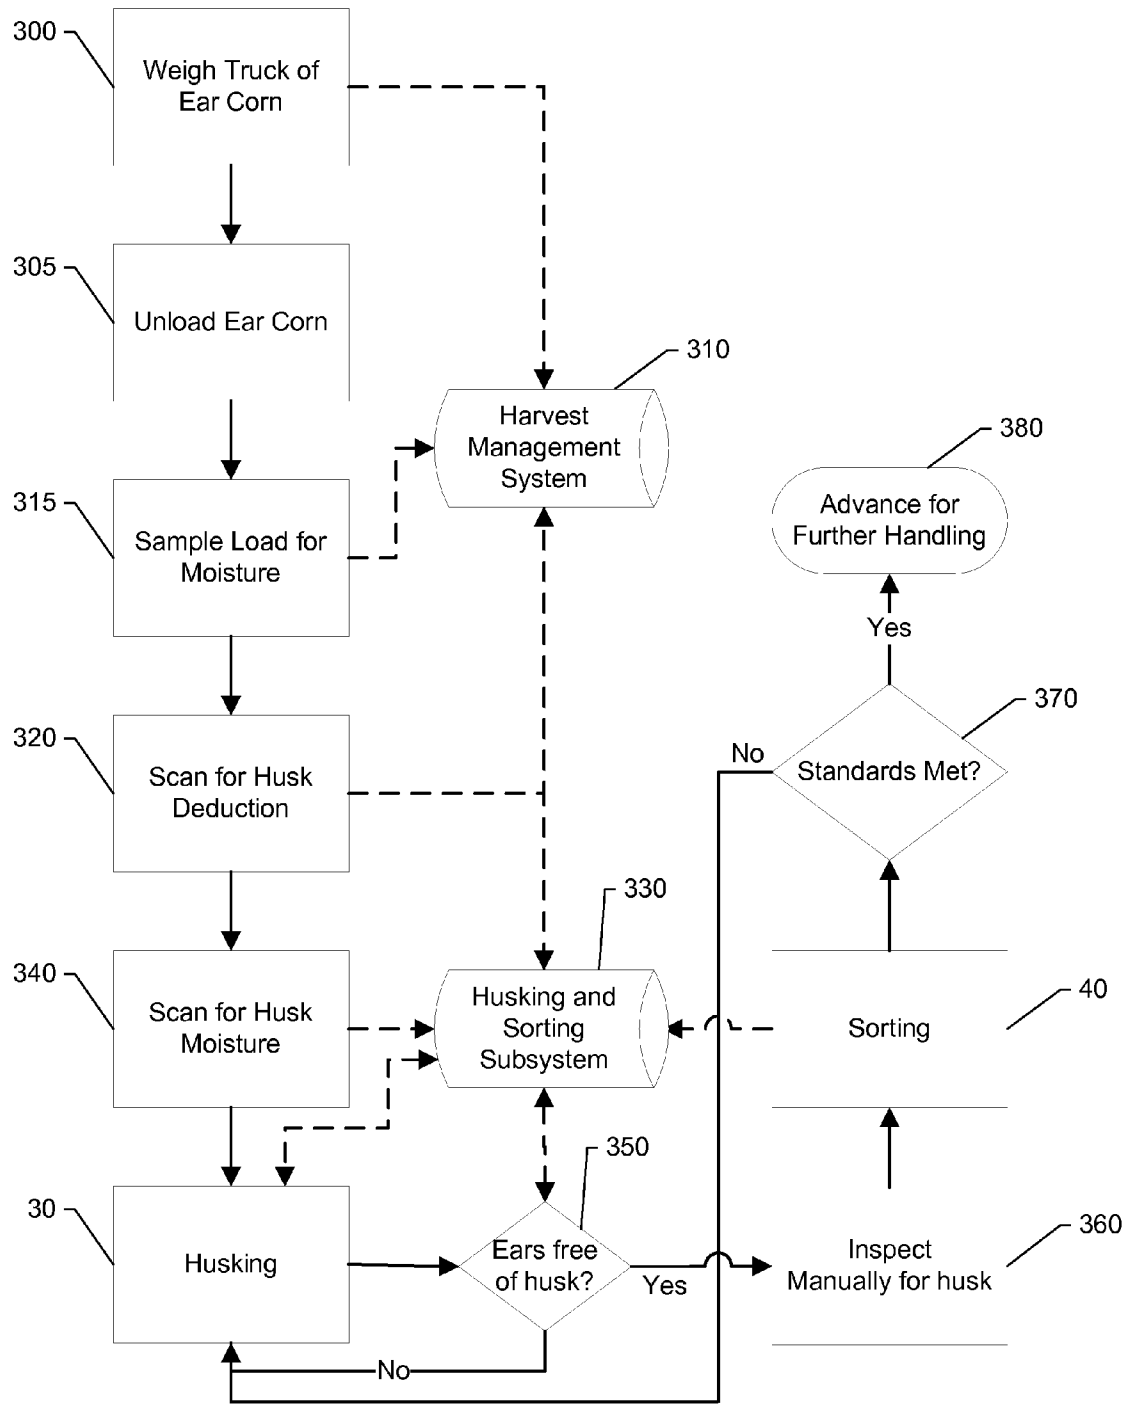 300
Weigh Truck of
Ear Corn
305
Unload Ear Corn
310
Harvest
Management
System
315
Sample Load for
Moisture
380
Advance for
Further Handling
Yes
370
No
Standards Met?
320
Scan for Husk
Deduction
330
Husking and
Sorting
Subsystem
340
Scan for Husk
Moisture
40
Sorting
350
Ears free
of husk?
Yes
No
30
Husking
360
Inspect
Manually for husk